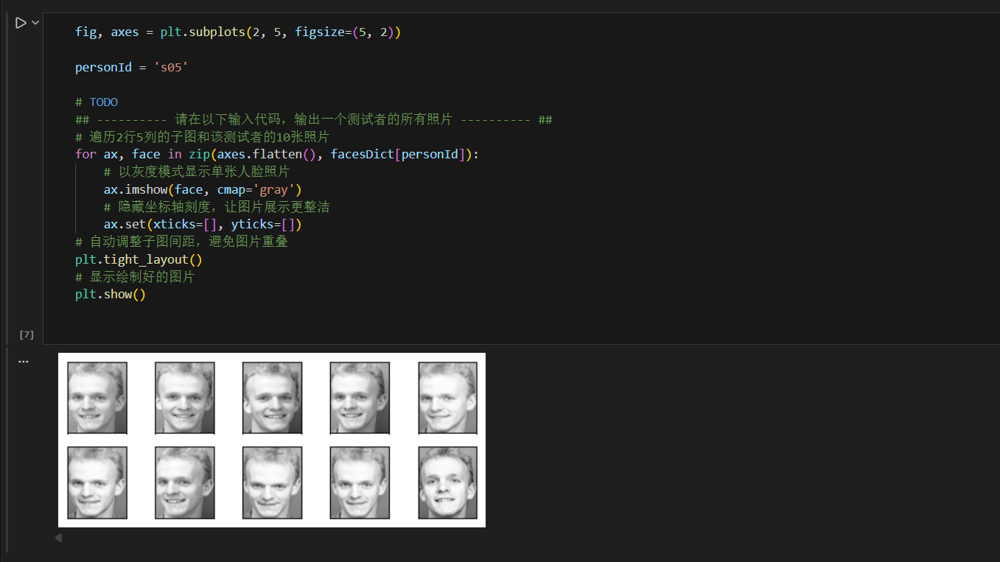 fig, axes = plt.subplots(2, 5, figsize=(5, 2))
personId = 's05'
# TODO
## ---------- 请在以下输入代码，输出一个测试者的所有照片 ---------- ##
# 遍历2行5列的子图和该测试者的10张照片
for ax, face in zip(axes.flatten(), facesDict[personId]):
# 以灰度模式显示单张人脸照片
ax.imshow(face, cmap='gray')
# 隐藏坐标轴刻度，让图片展示更整洁
ax.set(xticks=[], yticks=[])
# 自动调整子图间距，避免图片重叠
plt.tight_layout()
# 显示绘制好的图片
plt.show()
[7]
...